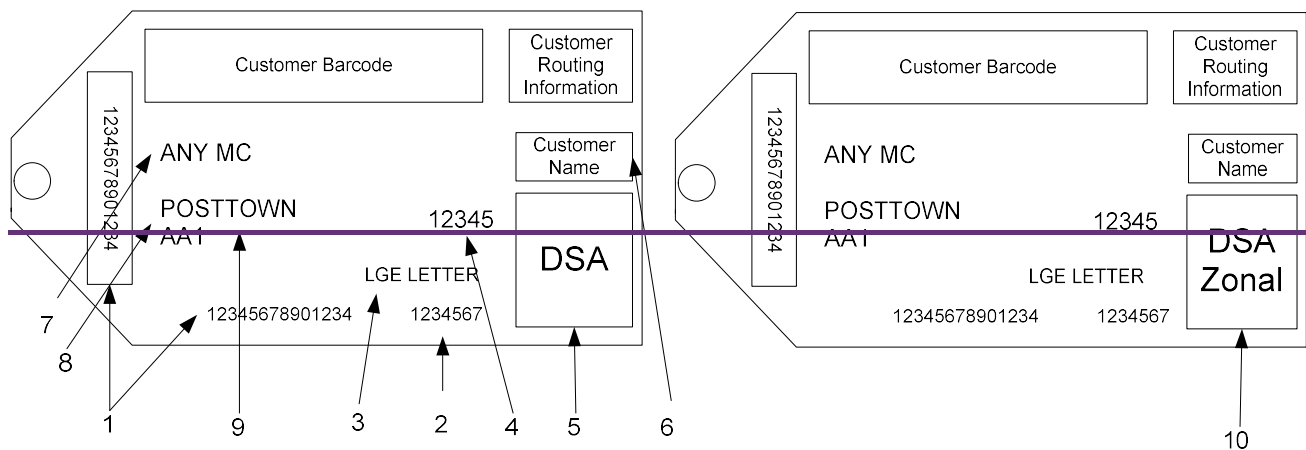 Customer Barcode
Customer
Routing
Information
12345678901234
ANY MC
Customer
Name
POSTTOWN
12345
AA1
DSA
LGE LETTER
12345678901234
1234567
Customer Barcode
Customer
Routing
Information
12345678901234
ANY MC
Customer
Name
POSTTOWN
12345
AA1
DSA
Zonal
LGE LETTER
12345678901234
1234567
7
8
1
9
3
2
4
5
6
10